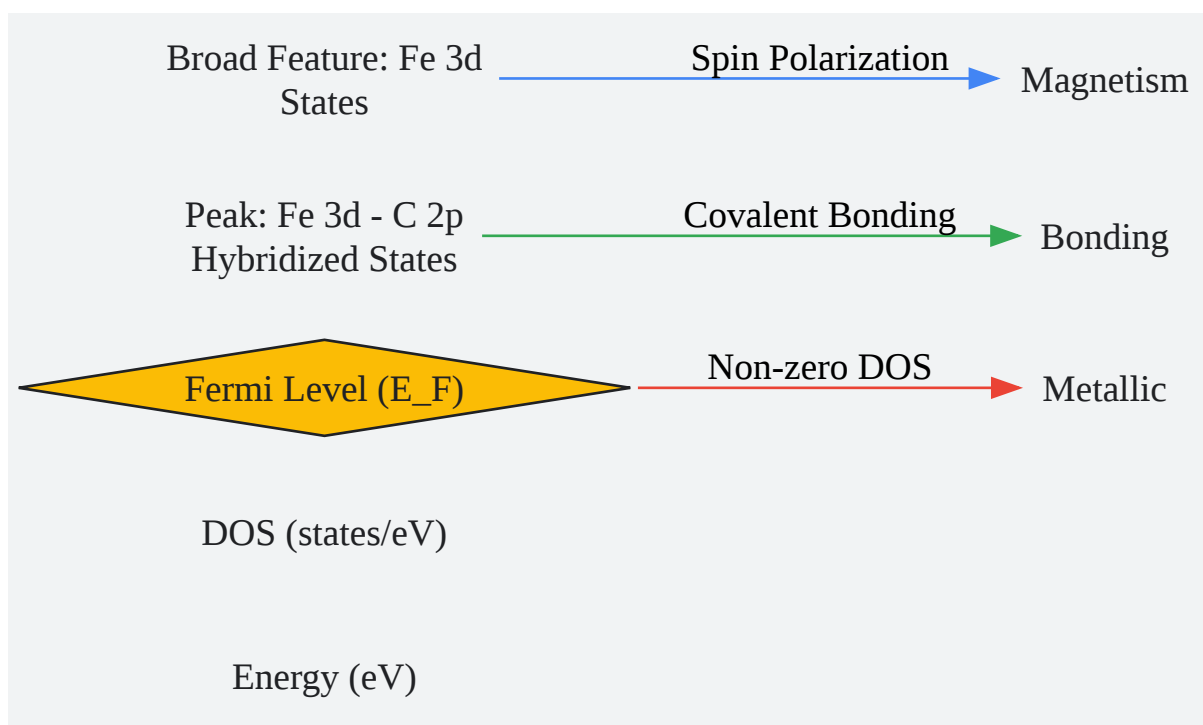 Broad Feature: Fe 3d
States
Spin Polarization
Magnetism
Peak: Fe 3d - C 2p
Hybridized States
Covalent Bonding
Bonding
Fermi Level (E_F)
Non-zero DOS
Metallic
DOS (states/eV)
Energy (eV)